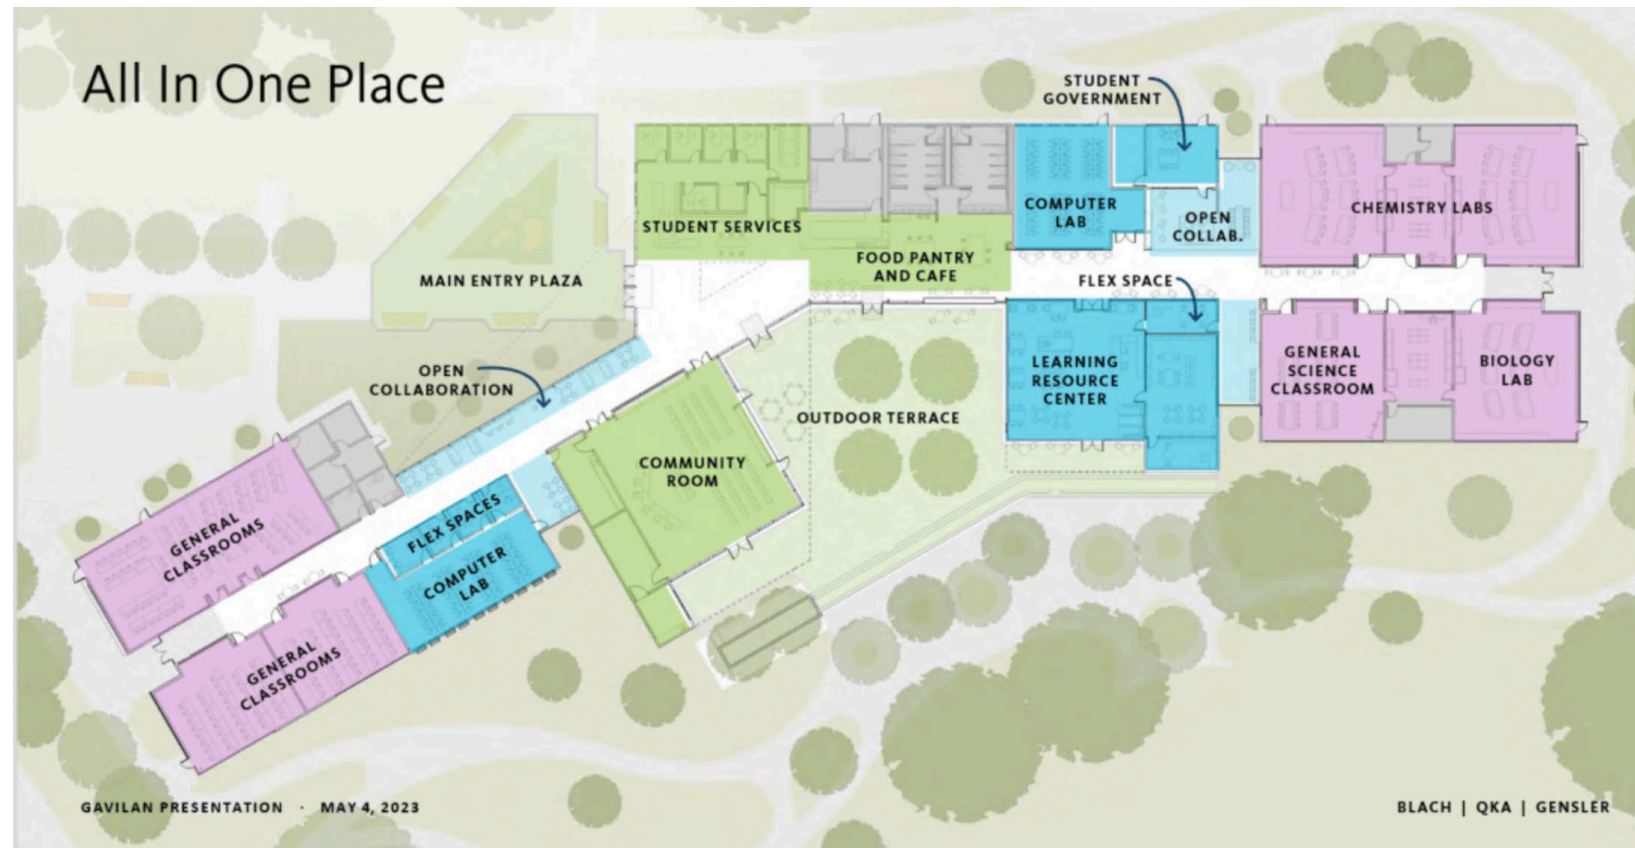 All In One Place
STUDENT
GOVERNMENT
COMPUTER
LAB
OPEN
COLLAB.
CHEMISTRY LABS
STUDENT SERVICES
FOOD PANTRY
AND CAFE
MAIN ENTRY PLAZA
FLEX SPACE
OPEN
COLLABORATION
LEARNING
RESOURCE
CENTER
GENERAL
SCIENCE
CLASSROOM
BIOLOGY
LAB
OUTDOOR TERRACE
COMMUNITY
ROOM
GENERAL
CLASSROOMS
FLEX SPACES
COMPUTER
LAB
GENERAL
CLASSROOMS
GAVILAN PRESENTATION · MAY 4, 2023
BLACH | QKA | GENSLER